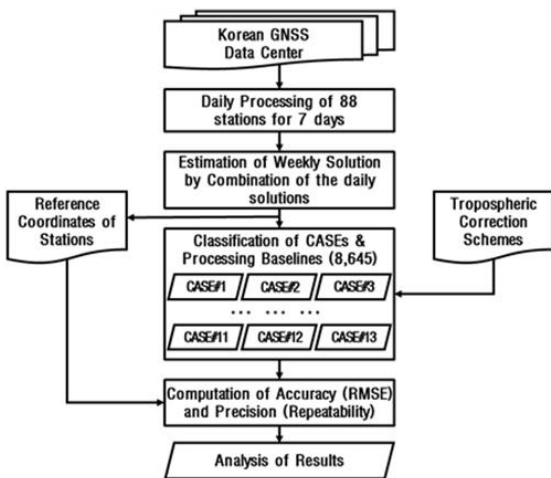 Korean GNSS
Data Center
Daily Processing of 88
stations for 7 days
Estimation of Weekly Solution
by Combination of the daily
solutions
Reference
Coordinates of
Stations
Tropospheric
Correction
Schemes
Classification of CASEs &
Processing Baselines (8,645)
CASE#1 CASE#2 CASE#3
... ... ...
CASE#11 CASE#12 CASE#13
Computation of Accuracy (RMSE)
and Precision (Repeatability)
Analysis of Results